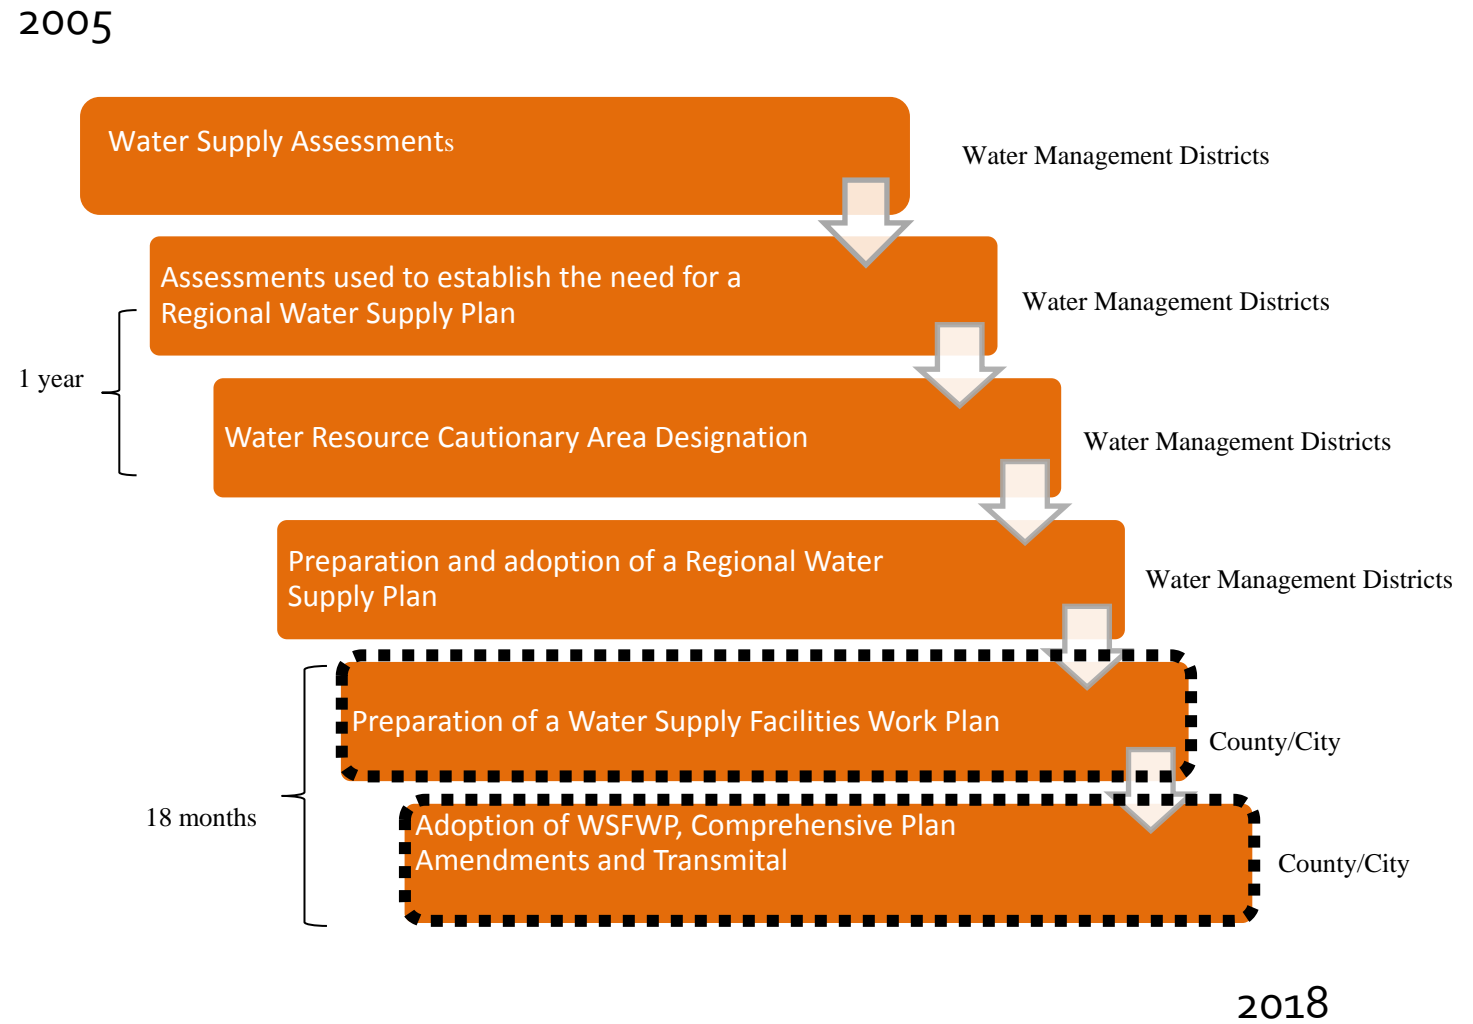 2005
Water Supply Assessments
Water Management Districts
Assessments used to establish the need for a
Regional Water Supply Plan
Water Management Districts
1 year
Water Resource Cautionary Area Designation
Water Management Districts
Preparation and adoption of a Regional Water
Supply Plan
Water Management Districts
Preparation of a Water Supply Facilities Work Plan
County/City
18 months
Adoption of WSFWP, Comprehensive Plan
Amendments and Transmital
County/City
2018